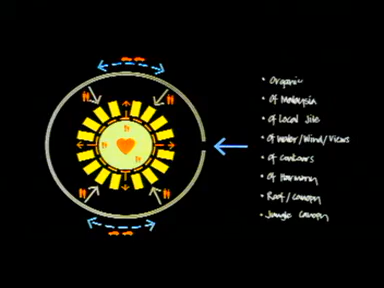 • Organic
• Of Malaysia
• Of local Site
• Of water/Wind/Views
• Of contours
• Of Harmony
• Roof/canopy
• Jungle Canopy